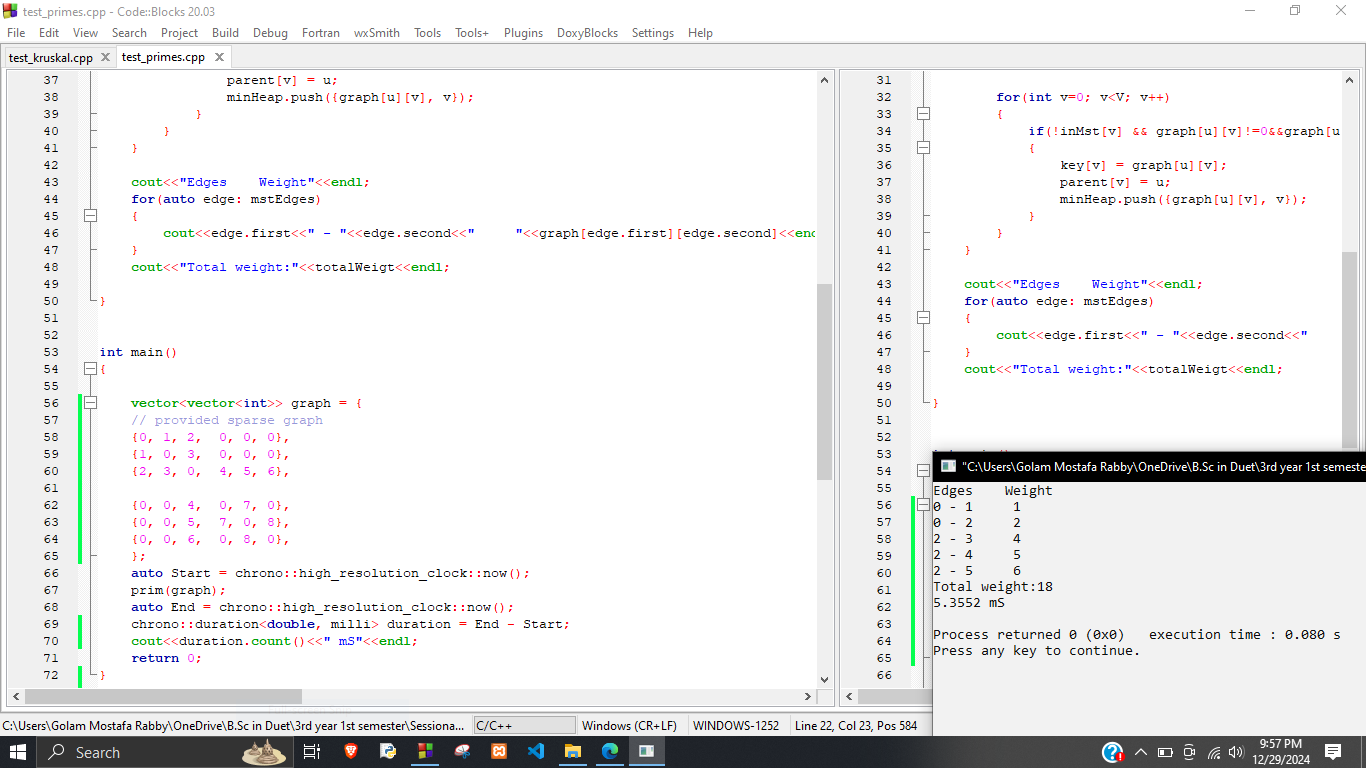 test_primes.cpp - Code::Blocks 20.03
File Edit View Search Project Build Debug Fortran wxSmith Tools Tools+ Plugins DoxyBlocks Settings Help
test_kruskal.cpp test_primes.cpp
37 parent[v] = u;
38 minHeap.push({graph[u][v], v});
39 }
40 }
41 }
42
43 cout<<"Edges    Weight"<<endl;
44 for(auto edge: mstEdges)
45 {
46 cout<<edge.first<<" - "<<edge.second<<"     "<<graph[edge.first][edge.second]<<end
47 }
48 cout<<"Total weight:"<<totalWeigt<<endl;
49
50 }
51
52
53 int main()
54 {
55
56 vector<vector<int>> graph = {
57 // provided sparse graph
58 {0, 1, 2,  0, 0, 0},
59 {1, 0, 3,  0, 0, 0},
60 {2, 3, 0,  4, 5, 6},
61
62 {0, 0, 4,  0, 7, 0},
63 {0, 0, 5,  7, 0, 8},
64 {0, 0, 6,  0, 8, 0},
65 };
66 auto Start = chrono::high_resolution_clock::now();
67 prim(graph);
68 auto End = chrono::high_resolution_clock::now();
69 chrono::duration<double, milli> duration = End - Start;
70 cout<<duration.count()<<" mS"<<endl;
71 return 0;
72 }
31
32 for(int v=0; v<V; v++)
33 {
34 if(!inMst[v] && graph[u][v]!=0&&graph[u
35 {
36 key[v] = graph[u][v];
37 parent[v] = u;
38 minHeap.push({graph[u][v], v});
39 }
40 }
41 }
42
43 cout<<"Edges    Weight"<<endl;
44 for(auto edge: mstEdges)
45 {
46 cout<<edge.first<<" - "<<edge.second<<"
47 }
48 cout<<"Total weight:"<<totalWeigt<<endl;
49
50 }
51
52
53
54
55
56
57
58
59
60
61
62
63
64
65
66
"C:\Users\Golam Mostafa Rabby\OneDrive\B.Sc in Duet\3rd year 1st semeste
Edges    Weight
0 - 1     1
0 - 2     2
2 - 3     4
2 - 4     5
2 - 5     6
Total weight:18
5.3552 mS
Process returned 0 (0x0)   execution time : 0.080 s
Press any key to continue.
C:\Users\Golam Mostafa Rabby\OneDrive\B.Sc in Duet\3rd year 1st semester\Sessiona... C/C++ Windows (CR+LF) WINDOWS-1252 Line 22, Col 23, Pos 584
Search
9:57 PM
12/29/2024